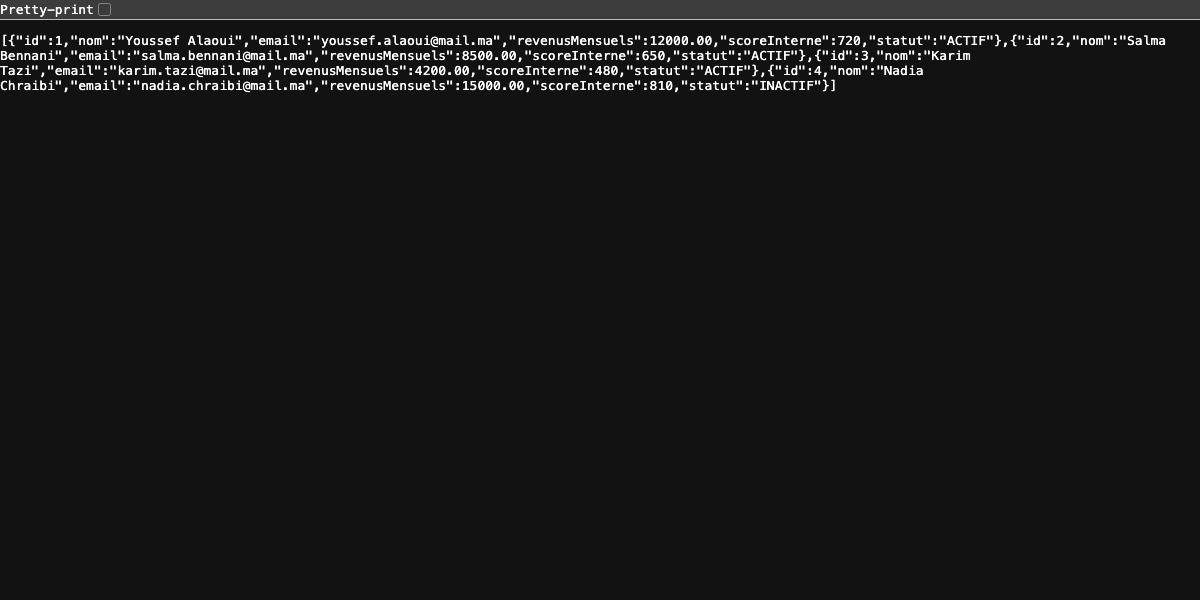 Pretty-print
[{"id":1,"nom":"Youssef Alaoui","email":"youssef.alaoui@mail.ma","revenusMensuels":12000.00,"scoreInterne":720,"statut":"ACTIF"},{"id":2,"nom":"Salma
Bennani","email":"salma.bennani@mail.ma","revenusMensuels":8500.00,"scoreInterne":650,"statut":"ACTIF"},{"id":3,"nom":"Karim
Tazi","email":"karim.tazi@mail.ma","revenusMensuels":4200.00,"scoreInterne":480,"statut":"ACTIF"},{"id":4,"nom":"Nadia
Chraibi","email":"nadia.chraibi@mail.ma","revenusMensuels":15000.00,"scoreInterne":810,"statut":"INACTIF"}]